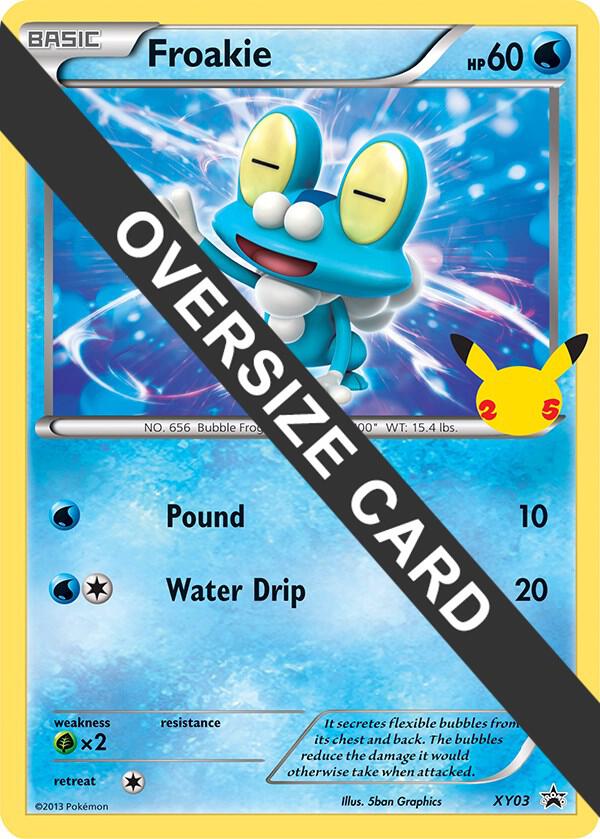 BASIC
Froakie
HP60
NO. 656 Bubble Frog 00" WT: 15.4 lbs.
25
OVERSIZE CARD
Pound 10
Water Drip 20
weakness resistance
×2
retreat
It secretes flexible bubbles from
its chest and back. The bubbles
reduce the damage it would
otherwise take when attacked.
©2013 Pokémon Illus. 5ban Graphics XY03